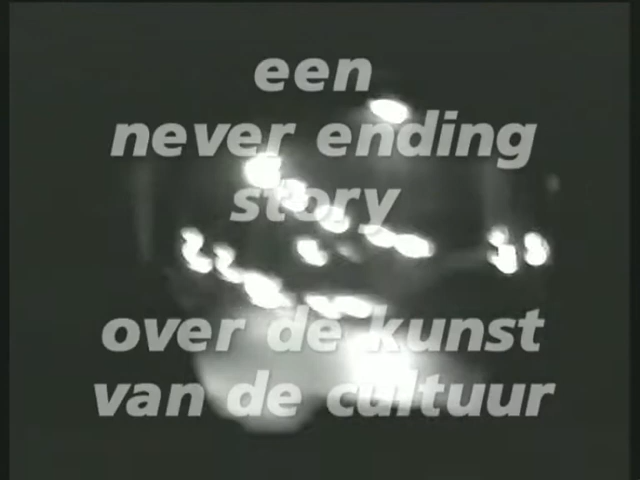 een
never ending
story
over de kunst
van de cultuur